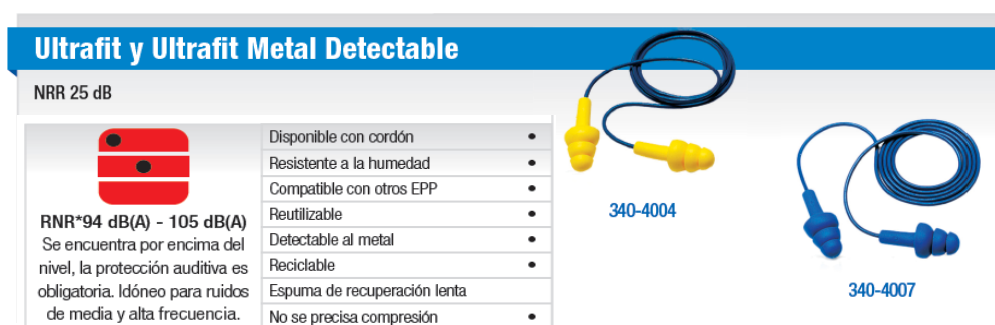 Ultrafit y Ultrafit Metal Detectable
NRR 25 dB
RNR*94 dB(A) - 105 dB(A)
Se encuentra por encima del
nivel, la protección auditiva es
obligatoria. Idóneo para ruidos
de media y alta frecuencia.
Disponible con cordón •
Resistente a la humedad •
Compatible con otros EPP •
Reutilizable •
Detectable al metal •
Reciclable •
Espuma de recuperación lenta
No se precisa compresión •
340-4004
340-4007